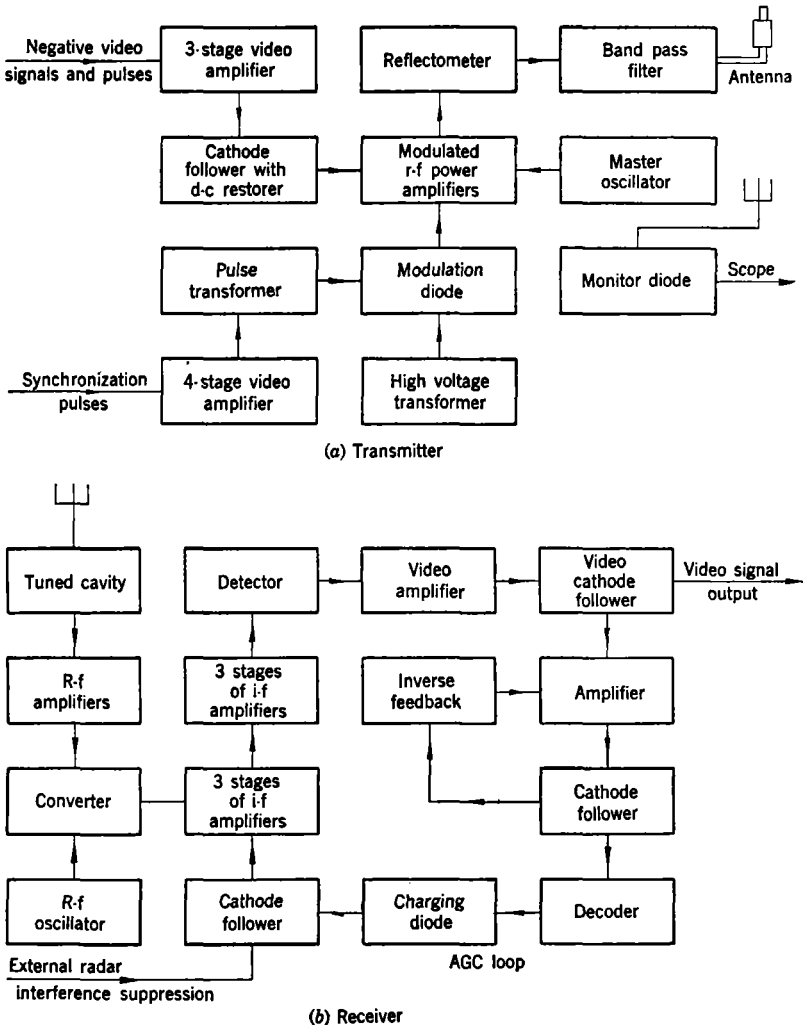 Negative video
signals and pulses
3-stage video
amplifier
Reflectometer
Band pass
filter
Antenna
Cathode
follower with
d-c restorer
Modulated
r-f power
amplifiers
Master
oscillator
Pulse
transformer
Modulation
diode
Monitor diode
Scope
Synchronization
pulses
4-stage video
amplifier
High voltage
transformer
(a) Transmitter
Tuned cavity
Detector
Video
amplifier
Video
cathode
follower
Video signal
output
R-f
amplifiers
3 stages
of i-f
amplifiers
Inverse
feedback
Amplifier
Converter
3 stages
of i-f
amplifiers
Cathode
follower
R-f
oscillator
Cathode
follower
Charging
diode
Decoder
External radar
interference suppression
AGC loop
(b) Receiver